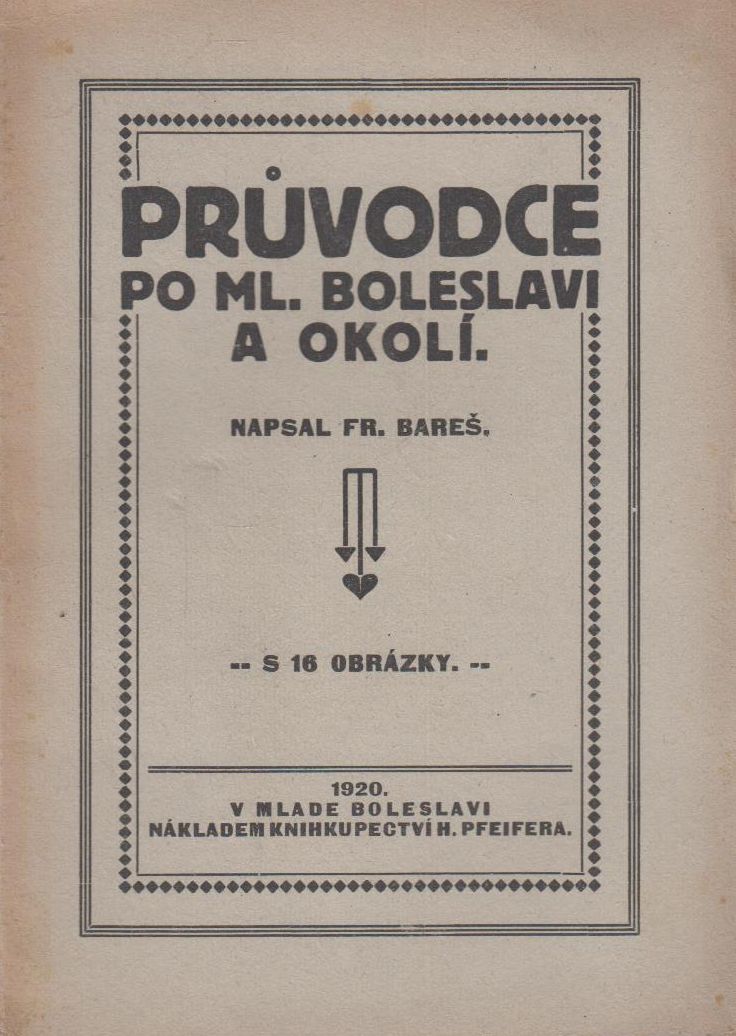 PRŮVODCE
PO ML. BOLESLAVI
A OKOLÍ.
NAPSAL FR. BAREŠ.
-- S 16 OBRÁZKY. --
1920.
V MLADE BOLESLAVI
NÁKLADEM KNIHKUPECTVÍ H. PFEIFERA.